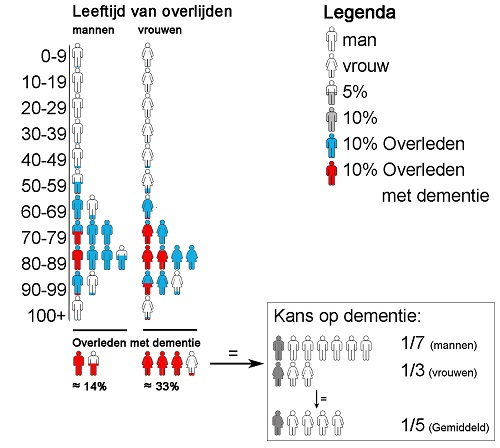 Leeftijd van overlijden
mannen vrouwen
0-9
10-19
20-29
30-39
40-49
50-59
60-69
70-79
80-89
90-99
100+
Overleden met dementie
≈ 14% ≈ 33%
=
Legenda
man
vrouw
5%
10%
10% Overleden
10% Overleden
met dementie
Kans op dementie:
1/7 (mannen)
1/3 (vrouwen)
=
1/5 (Gemiddeld)